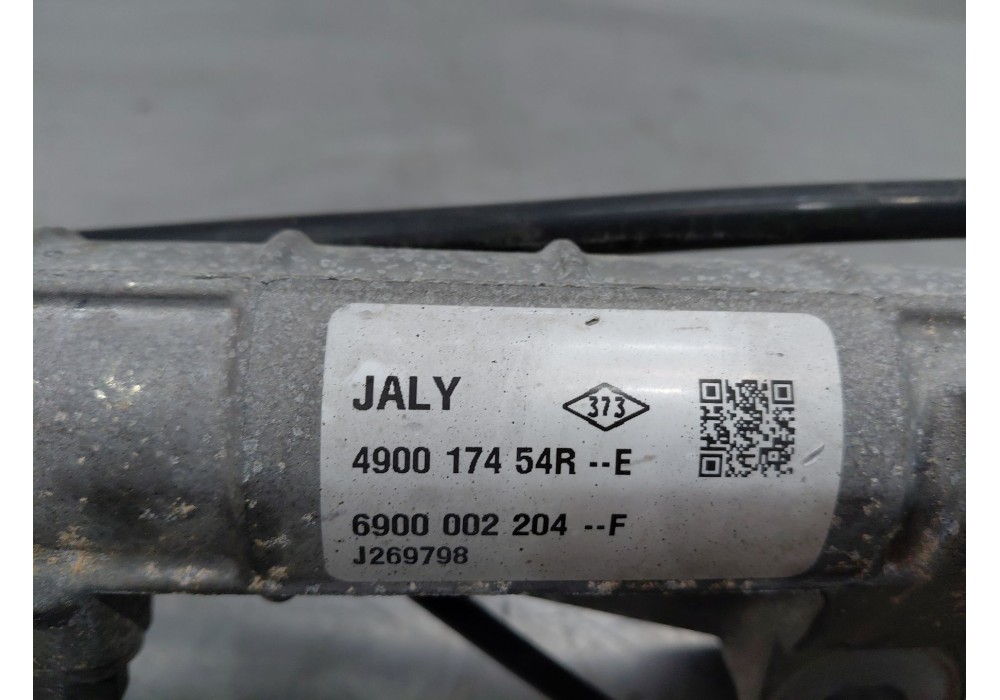 JALY
373
4900 174 54R --E
6900 002 204 --F
J269798